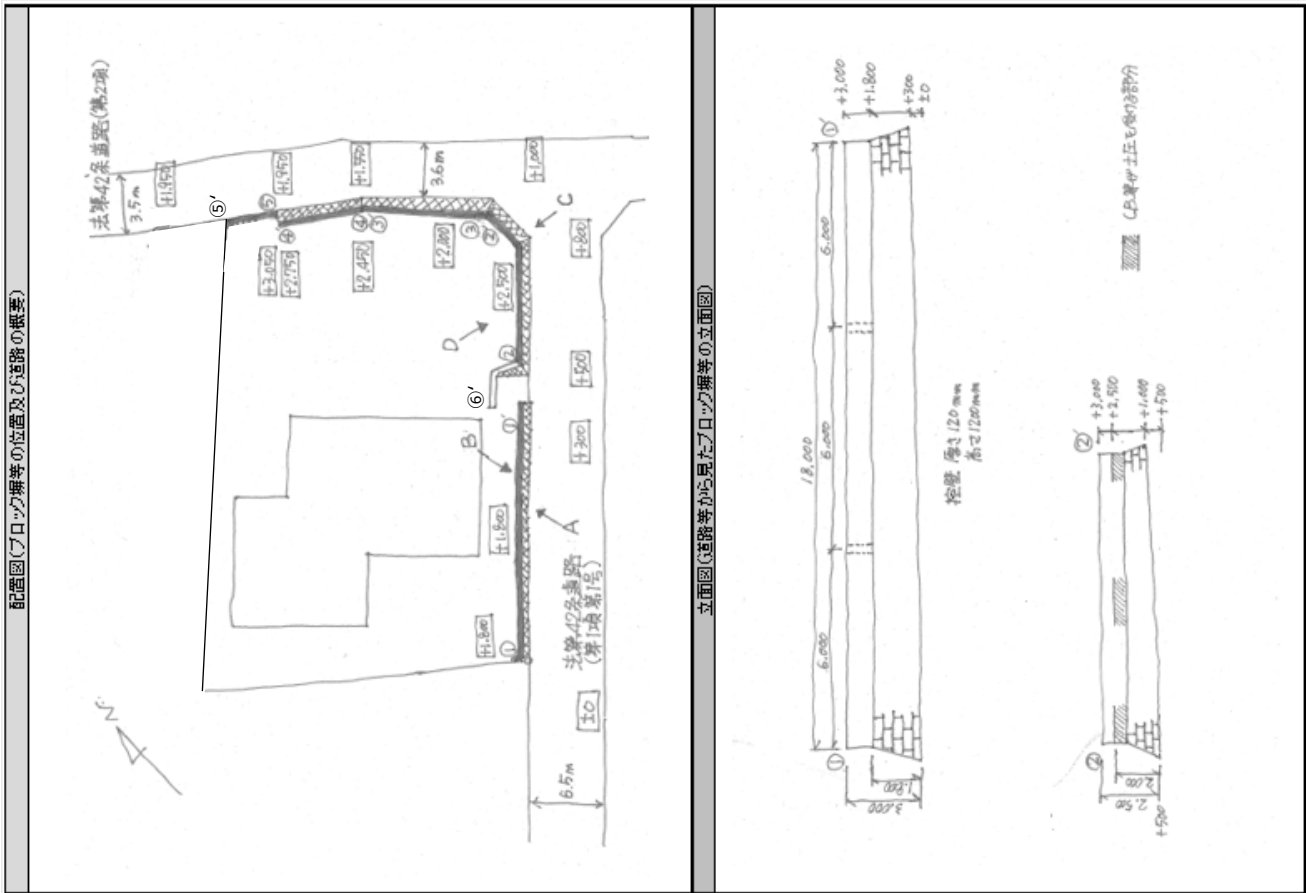 配置図(ブロック塀等の位置及び道路の概要)
法第42条道路(第2項)
3.5m
+1.950
+1.950
+1.550
3.6m
+1.000
⑤'
⑤
④
④'
③
③
②'
C
+3.050
+2.750
+2.450
+2.000
+2.500
+800
D
②
⑥'
+500
①'
+300
B
A
+1.800
+1.800
①
法第42条道路
(第1項第1号)
±0
6.5m
N
立面図(道路等から見たブロック塀等の立面図)
+3.000
+1.800
+300
±0
①'
6.000
6.000
6.000
18.000
①
3.000
1.800
控壁 厚さ120mm
高さ1200mm
CB等が土圧を受ける部分
②'
+3.000
+2.500
+1.000
+500
②
2.500
2.000
+500